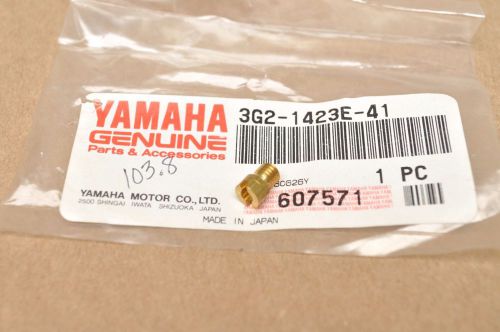 YAMAHA
GENUINE
Parts & Accessories
103.8
YAMAHA MOTOR CO., LTD.
2500 SHINGAI IWATA SHIZUOKA JAPAN
3G2-1423E-41
1 PC
607571
MADE IN JAPAN